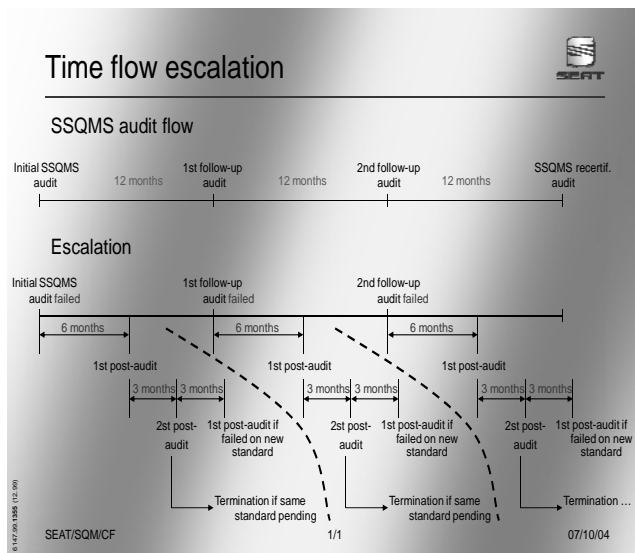 Time flow escalation
SEAT
SSQMS audit flow
Initial SSQMS
audit
12 months
1st follow-up
audit
12 months
2nd follow-up
audit
12 months
SSQMS recertif.
audit
Escalation
Initial SSQMS
audit failed
1st follow-up
audit failed
2nd follow-up
audit failed
6 months
6 months
6 months
1st post-audit
1st post-audit
1st post-audit
3 months
3 months
3 months
3 months
3 months
3 months
2st post-
audit
1st post-audit if
failed on new
standard
2st post-
audit
1st post-audit if
failed on new
standard
2st post-
audit
1st post-audit if
failed on new
standard
Termination if same
standard pending
Termination if same
standard pending
Termination ...
6147.99.1355 (12.99)
SEAT/SQM/CF
1/1
07/10/04